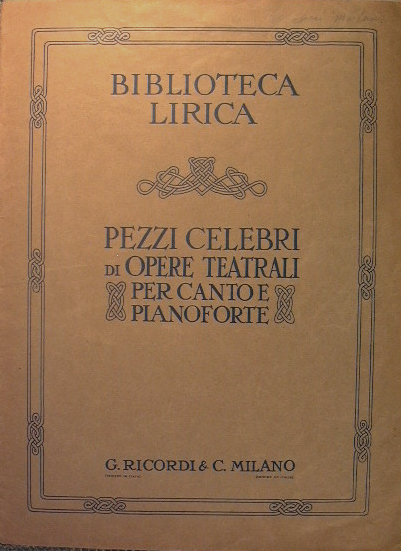 BIBLIOTECA
LIRICA
PEZZI CELEBRI
DI OPERE TEATRALI
PER CANTO E
PIANOFORTE
G. RICORDI & C. MILANO